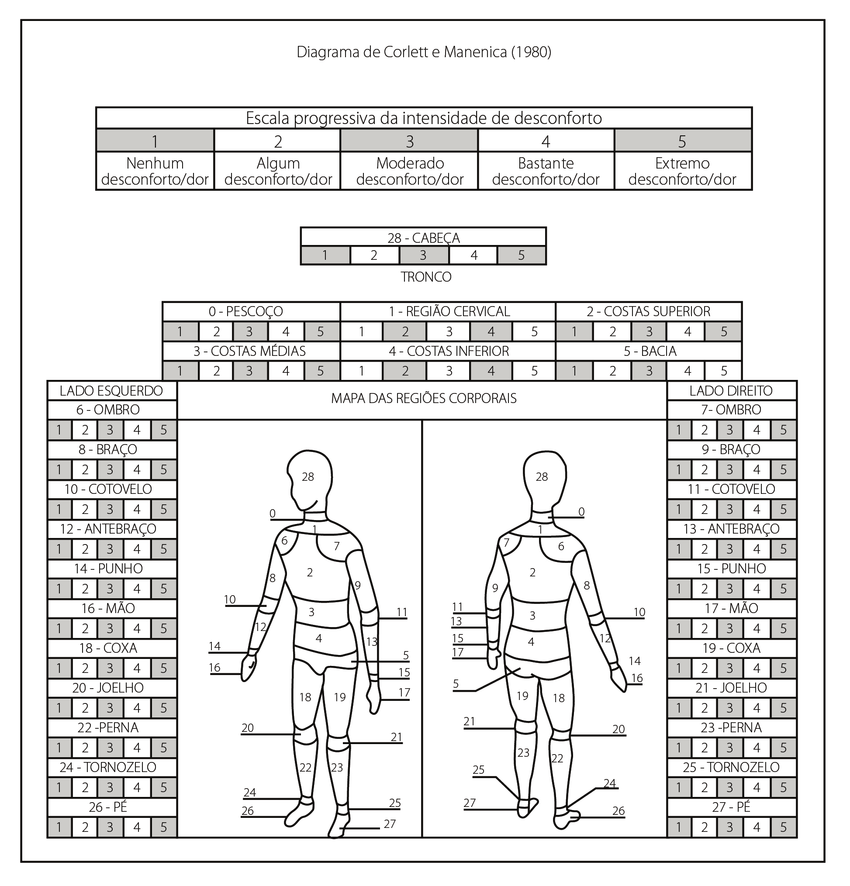 Diagrama de Corlett e Manenica (1980)
Escala progressiva da intensidade de desconforto
1 2 3 4 5
Nenhum desconforto/dor
Algum desconforto/dor
Moderado desconforto/dor
Bastante desconforto/dor
Extremo desconforto/dor
28 - CABEÇA
1 2 3 4 5
TRONCO
0 - PESCOÇO 1 - REGIÃO CERVICAL 2 - COSTAS SUPERIOR
1 2 3 4 5 1 2 3 4 5 1 2 3 4 5
3 - COSTAS MÉDIAS 4 - COSTAS INFERIOR 5 - BACIA
1 2 3 4 5 1 2 3 4 5 1 2 3 4 5
LADO ESQUERDO
6 - OMBRO
1 2 3 4 5
8 - BRAÇO
1 2 3 4 5
10 - COTOVELO
1 2 3 4 5
12 - ANTEBRAÇO
1 2 3 4 5
14 - PUNHO
1 2 3 4 5
16 - MÃO
1 2 3 4 5
18 - COXA
1 2 3 4 5
20 - JOELHO
1 2 3 4 5
22 -PERNA
1 2 3 4 5
24 - TORNOZELO
1 2 3 4 5
26 - PÉ
1 2 3 4 5
MAPA DAS REGIÕES CORPORAIS
28
0
1
6 7
2
8 9
10
3
11
12
4
13
14
5
16
15
18 19
17
20
21
22 23
24
25
26
27
28
0
1
7 6
2
9 8
11
3
10
13
12
15
4
17
14
5
16
19 18
21
20
23 22
25
24
27
26
LADO DIREITO
7- OMBRO
1 2 3 4 5
9 - BRAÇO
1 2 3 4 5
11 - COTOVELO
1 2 3 4 5
13 - ANTEBRAÇO
1 2 3 4 5
15 - PUNHO
1 2 3 4 5
17 - MÃO
1 2 3 4 5
19 - COXA
1 2 3 4 5
21 - JOELHO
1 2 3 4 5
23 -PERNA
1 2 3 4 5
25 - TORNOZELO
1 2 3 4 5
27 - PÉ
1 2 3 4 5